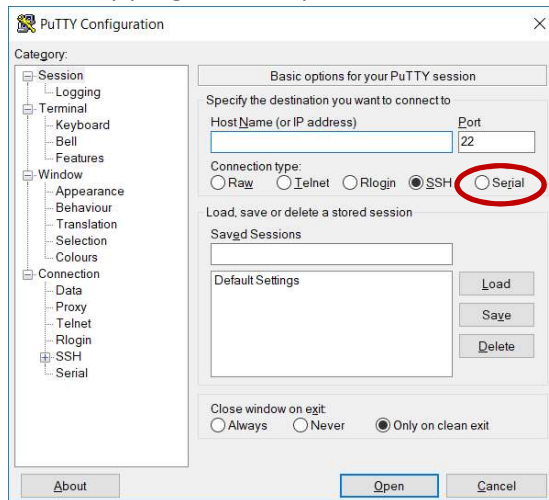 PuTTY Configuration
Category:
Session
Logging
Terminal
Keyboard
Bell
Features
Window
Appearance
Behaviour
Translation
Selection
Colours
Connection
Data
Proxy
Telnet
Rlogin
SSH
Serial
Basic options for your PuTTY session
Specify the destination you want to connect to
Host Name (or IP address) Port
22
Connection type:
Raw Telnet Rlogin SSH Serial
Load, save or delete a stored session
Saved Sessions
Default Settings
Load
Save
Delete
Close window on exit:
Always Never Only on clean exit
About Open Cancel